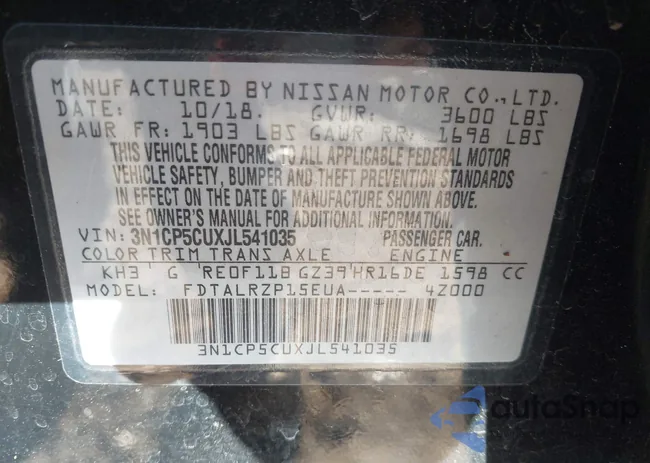 MANUFACTURED BY NISSAN MOTOR CO.,LTD.
DATE: 10/18. GVWR: 3600 LBS
GAWR FR: 1903 LBS GAWR RR: 1698 LBS
THIS VEHICLE CONFORMS TO ALL APPLICABLE FEDERAL MOTOR
VEHICLE SAFETY, BUMPER AND THEFT PREVENTION STANDARDS
IN EFFECT ON THE DATE OF MANUFACTURE SHOWN ABOVE.
SEE OWNER'S MANUAL FOR ADDITIONAL INFORMATION.
VIN: 3N1CP5CUXJL541035 PASSENGER CAR.
COLOR TRIM TRANS AXLE ENGINE
KH3 G RE0F11B GZ39 HR16DE 1598 CC
MODEL: FDTALRZP15EUA----- 4Z000
3N1CP5CUXJL541035
autoSnap